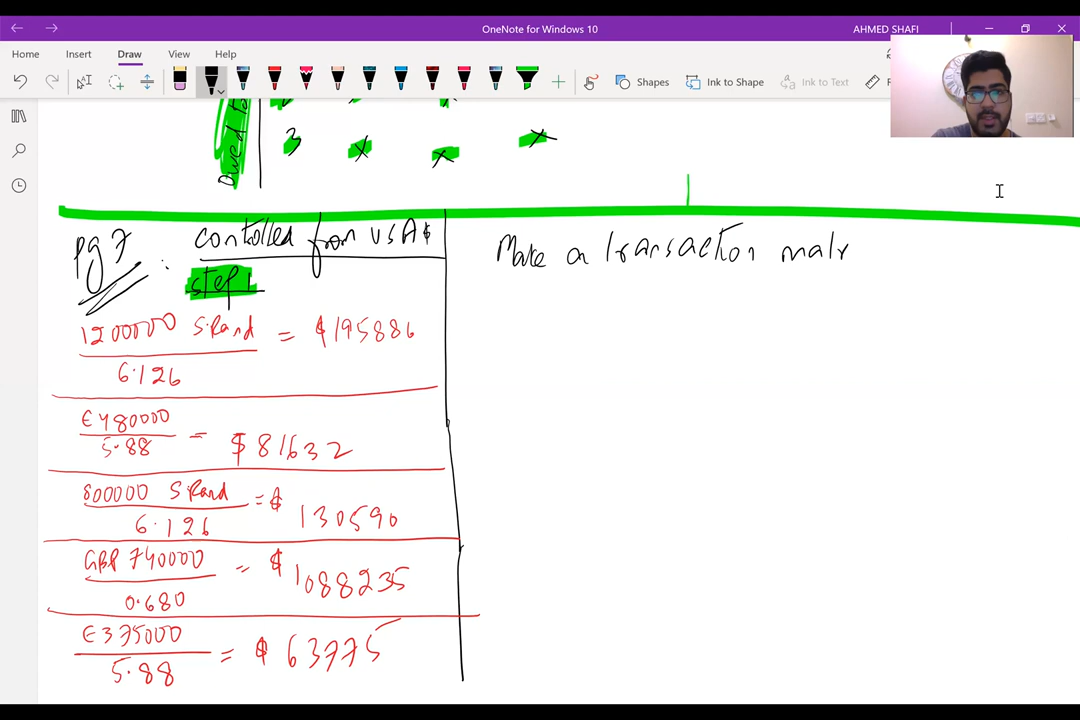 OneNote for Windows 10
AHMED SHAFI
Home Insert Draw View Help
Shapes
Ink to Shape
Ink to Text
Owed
3 x x x
Pg 7 : controlled from USA $
Step 1
1200000 S.Rand = $195886
6.126
€480000 = $81632
5.88
800000 S.Rand = $ 130590
6.126
GBP 740000 = $1088235
0.680
€375000 = $63775
5.88
Make a transaction matr